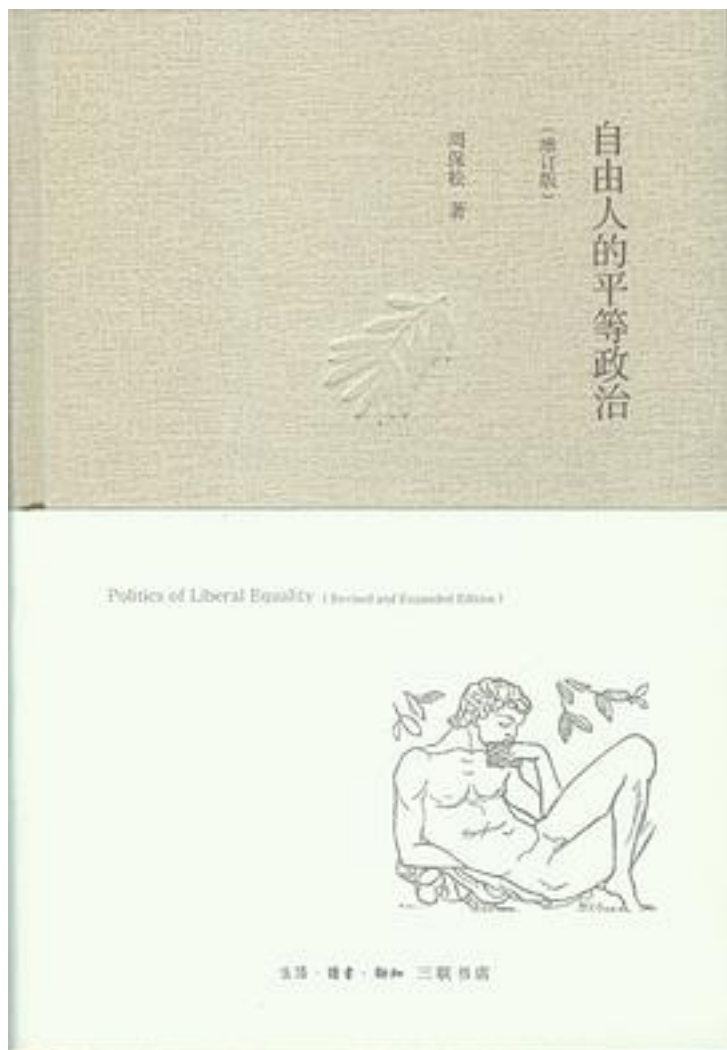 自由人的平等政治
(增订版)
周保松 著
Politics of Liberal Equality (Revised and Expanded Edition)
生活·讀書·新知 三联书店